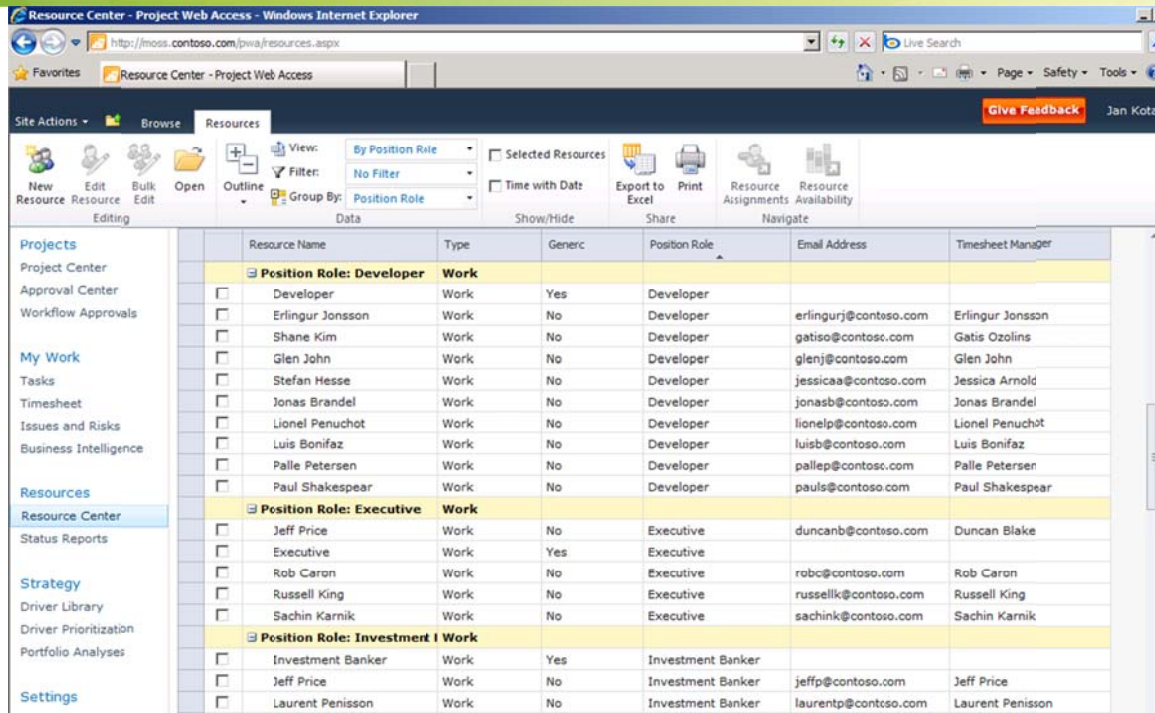 Resource Center - Project Web Access - Windows Internet Explorer
http://moss.contoso.com/pwa/resources.aspx
Live Search
Favorites Resource Center - Project Web Access Page Safety Tools
Give Feedback Jan Kota
Site Actions Browse Resources
New Resource Edit Resource Bulk Edit Open Outline
View: By Position Role
Filter: No Filter
Group By: Position Role
Selected Resources
Time with Date
Export to Excel Print Resource Assignments Resource Availability
Editing Data Show/Hide Share Navigate
Projects
Project Center
Approval Center
Workflow Approvals
My Work
Tasks
Timesheet
Issues and Risks
Business Intelligence
Resources
Resource Center
Status Reports
Strategy
Driver Library
Driver Prioritization
Portfolio Analyses
Settings
Resource Name Type Generc Position Role Email Address Timesheet Manager
Position Role: Developer Work
Developer Work Yes Developer
Erlingur Jonsson Work No Developer erlingurj@contoso.com Erlingur Jonsson
Shane Kim Work No Developer gatiso@contosc.com Gatis Ozolins
Glen John Work No Developer glenj@contoso.com Glen John
Stefan Hesse Work No Developer jessicaa@contoso.com Jessica Arnold
Jonas Brandel Work No Developer jonasb@contoso.com Jonas Brandel
Lionel Penuchot Work No Developer lionelp@contoso.com Lionel Penuchot
Luis Bonifaz Work No Developer luisb@contoso.com Luis Bonifaz
Palle Petersen Work No Developer pallep@contosc.com Palle Petersen
Paul Shakespear Work No Developer pauls@contoso.com Paul Shakespear
Position Role: Executive Work
Jeff Price Work No Executive duncanb@contoso.com Duncan Blake
Executive Work Yes Executive
Rob Caron Work No Executive robc@contoso.com Rob Caron
Russell King Work No Executive russellk@contoso.com Russell King
Sachin Karnik Work No Executive sachink@contoso.com Sachin Karnik
Position Role: Investment Work
Investment Banker Work Yes Investment Banker
Jeff Price Work No Investment Banker jeffp@contoso.com Jeff Price
Laurent Penisson Work No Investment Banker laurentp@contoso.com Laurent Penisson